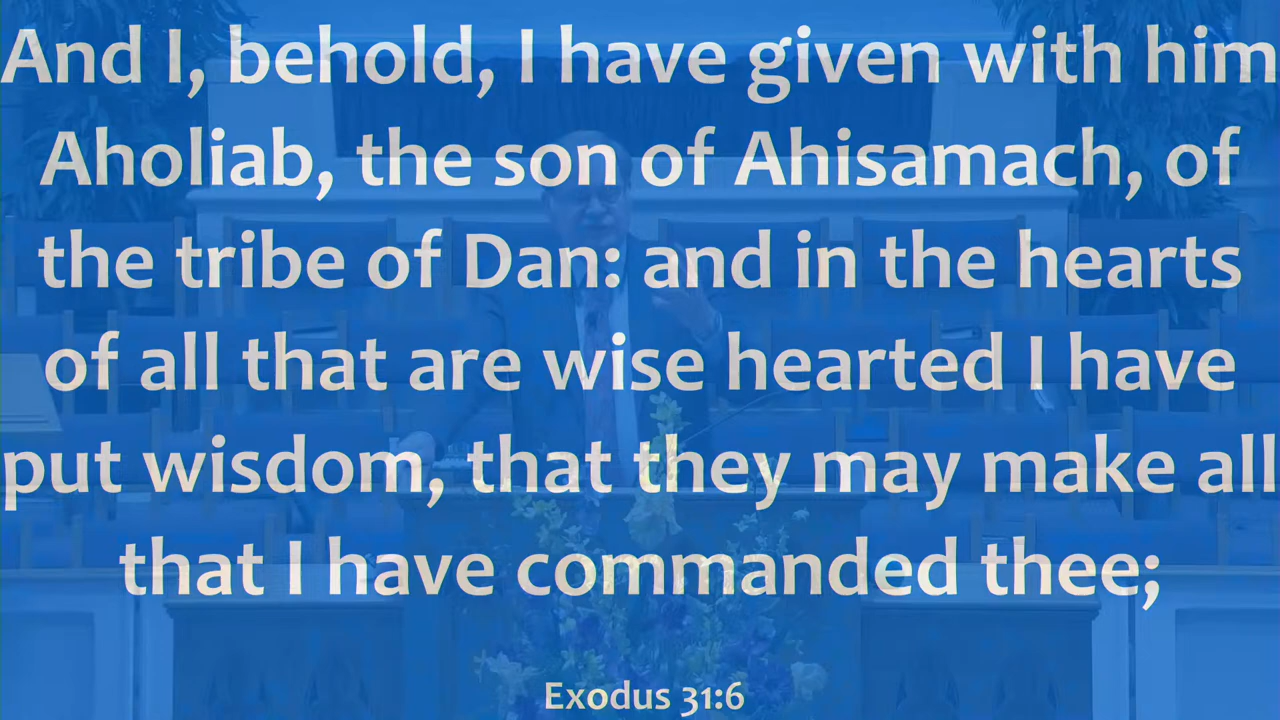 And I, behold, I have given with him
Aholiab, the son of Ahisamach, of
the tribe of Dan: and in the hearts
of all that are wise hearted I have
put wisdom, that they may make all
that I have commanded thee;
Exodus 31:6